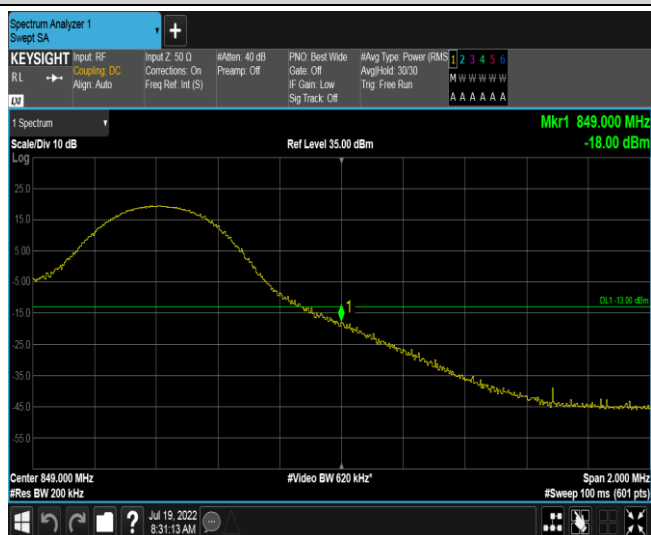 Spectrum Analyzer 1
Swept SA
+
KEYSIGHT
RL
LXI
Input: RF
Coupling: DC
Align: Auto
Input Z: 50 Ω
Corrections: On
Freq Ref: Int (S)
#Atten: 40 dB
Preamp: Off
PNO: Best Wide
Gate: Off
IF Gain: Low
Sig Track: Off
#Avg Type: Power (RMS
Avg|Hold: 30/30
Trig: Free Run
1 2 3 4 5 6
M W W W W W
A A A A A A
1 Spectrum
Mkr1 849.000 MHz
Scale/Div 10 dB
Ref Level 35.00 dBm
-18.00 dBm
Log
25.0
15.0
5.00
-5.00
1
DL1 -13.00 dBm
-15.0
-25.0
-35.0
-45.0
-55.0
Center 849.000 MHz
#Video BW 620 kHz*
Span 2.000 MHz
#Res BW 200 kHz
#Sweep 100 ms (601 pts)
?
Jul 19, 2022
8:31:13 AM